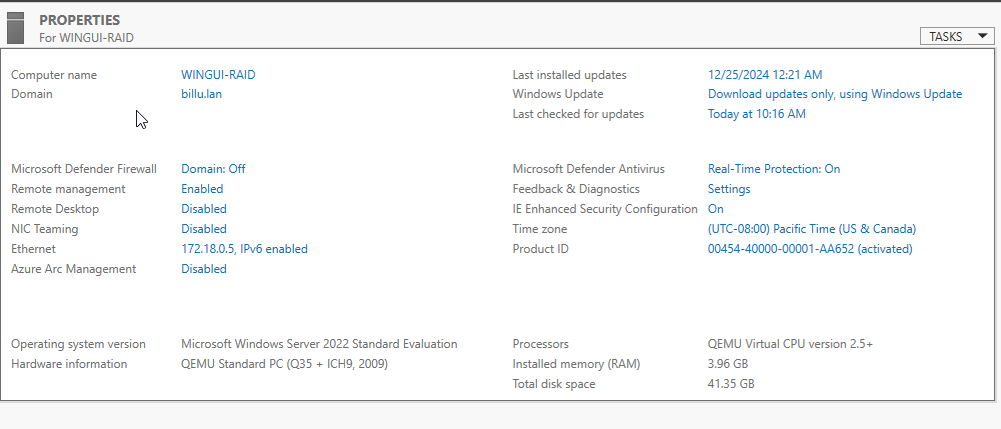 PROPERTIES
For WINGUI-RAID
TASKS
Computer name WINGUI-RAID Last installed updates 12/25/2024 12:21 AM
Domain billu.lan Windows Update Download updates only, using Windows Update
Last checked for updates Today at 10:16 AM
Microsoft Defender Firewall Domain: Off Microsoft Defender Antivirus Real-Time Protection: On
Remote management Enabled Feedback & Diagnostics Settings
Remote Desktop Disabled IE Enhanced Security Configuration On
NIC Teaming Disabled Time zone (UTC-08:00) Pacific Time (US & Canada)
Ethernet 172.18.0.5, IPv6 enabled Product ID 00454-40000-00001-AA652 (activated)
Azure Arc Management Disabled
Operating system version Microsoft Windows Server 2022 Standard Evaluation Processors QEMU Virtual CPU version 2.5+
Hardware information QEMU Standard PC (Q35 + ICH9, 2009) Installed memory (RAM) 3.96 GB
Total disk space 41.35 GB